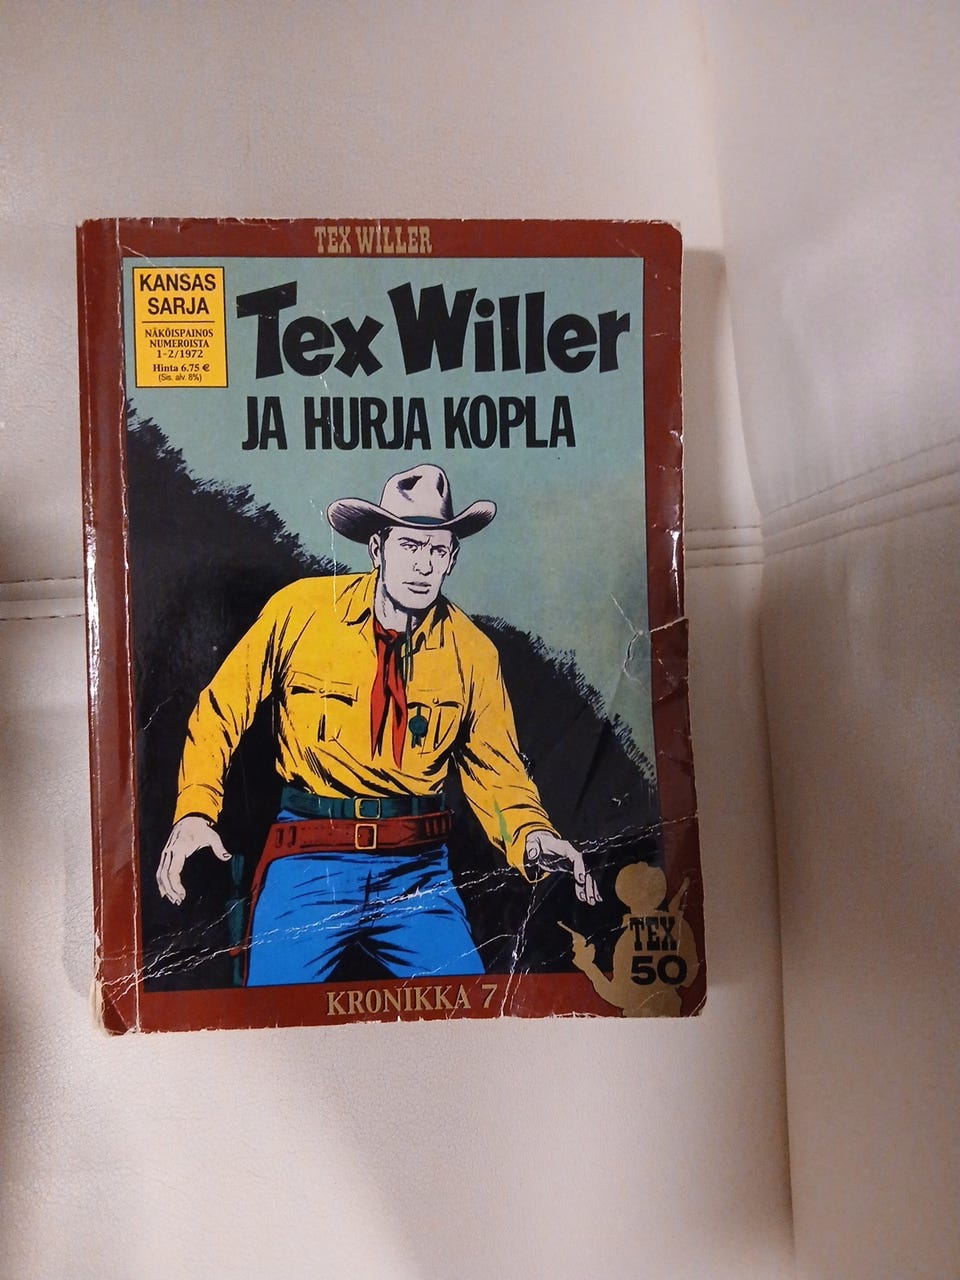 TEX WILLER
KANSAS
SARJA
NÄKÖISPAINOS
NUMEROISTA
1-2/1972
Hinta 6.75 €
(Sis. alv. 8%)
Tex Willer
JA HURJA KOPLA
TEX
50
KRONIKKA 7